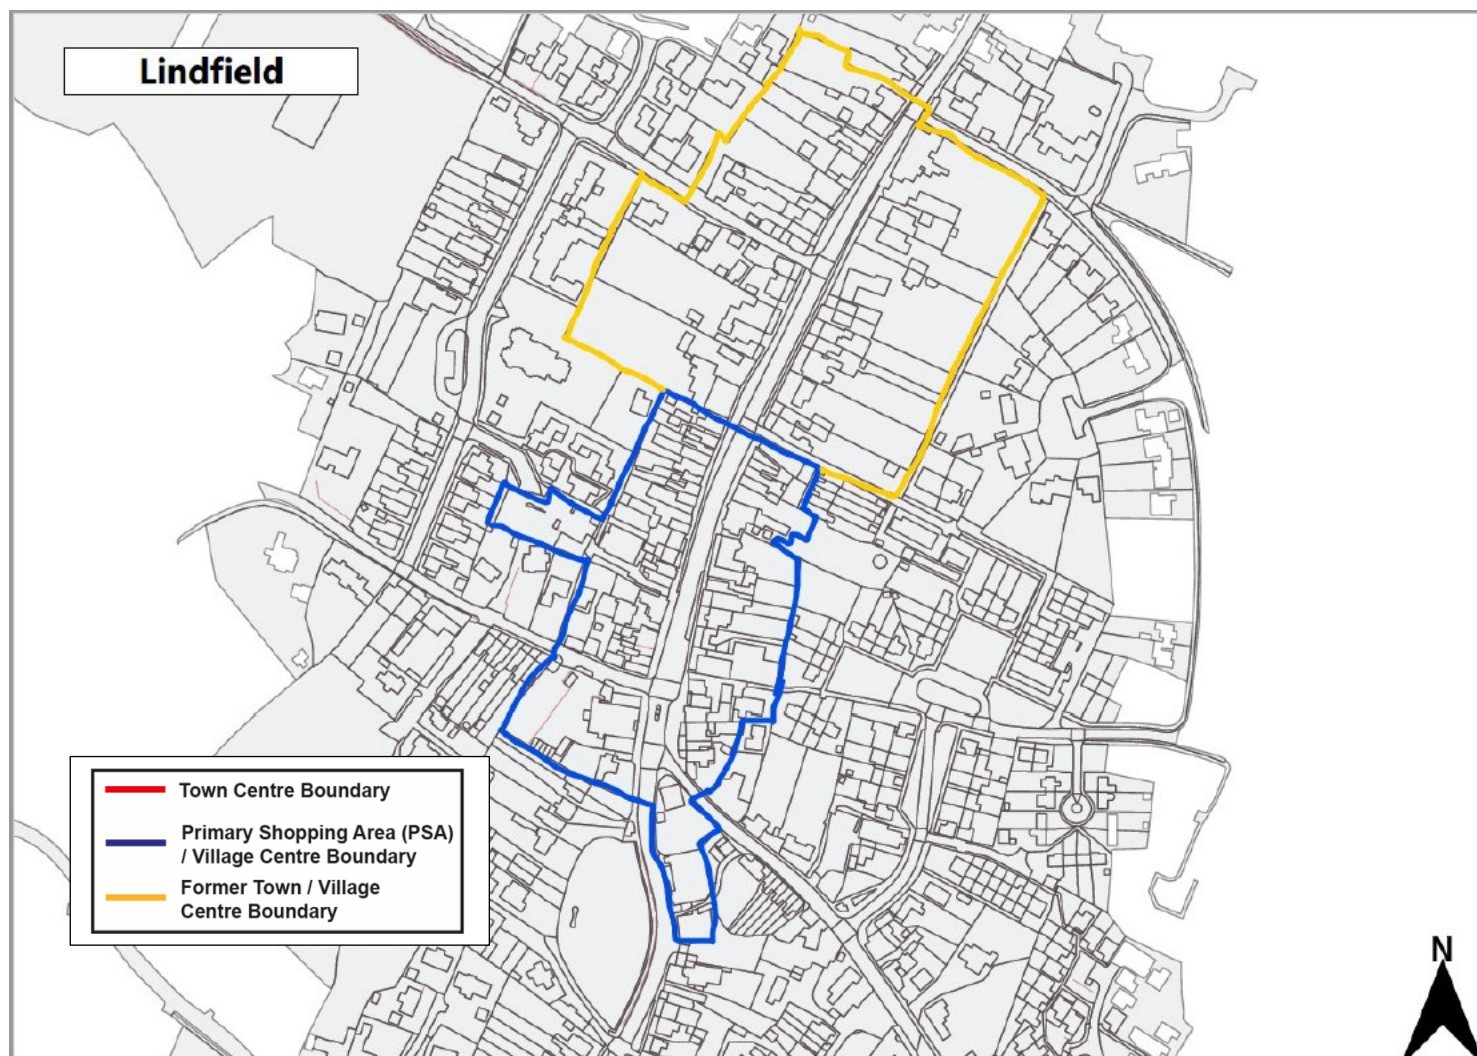 Lindfield
Town Centre Boundary
Primary Shopping Area (PSA)
/ Village Centre Boundary
Former Town / Village
Centre Boundary
N